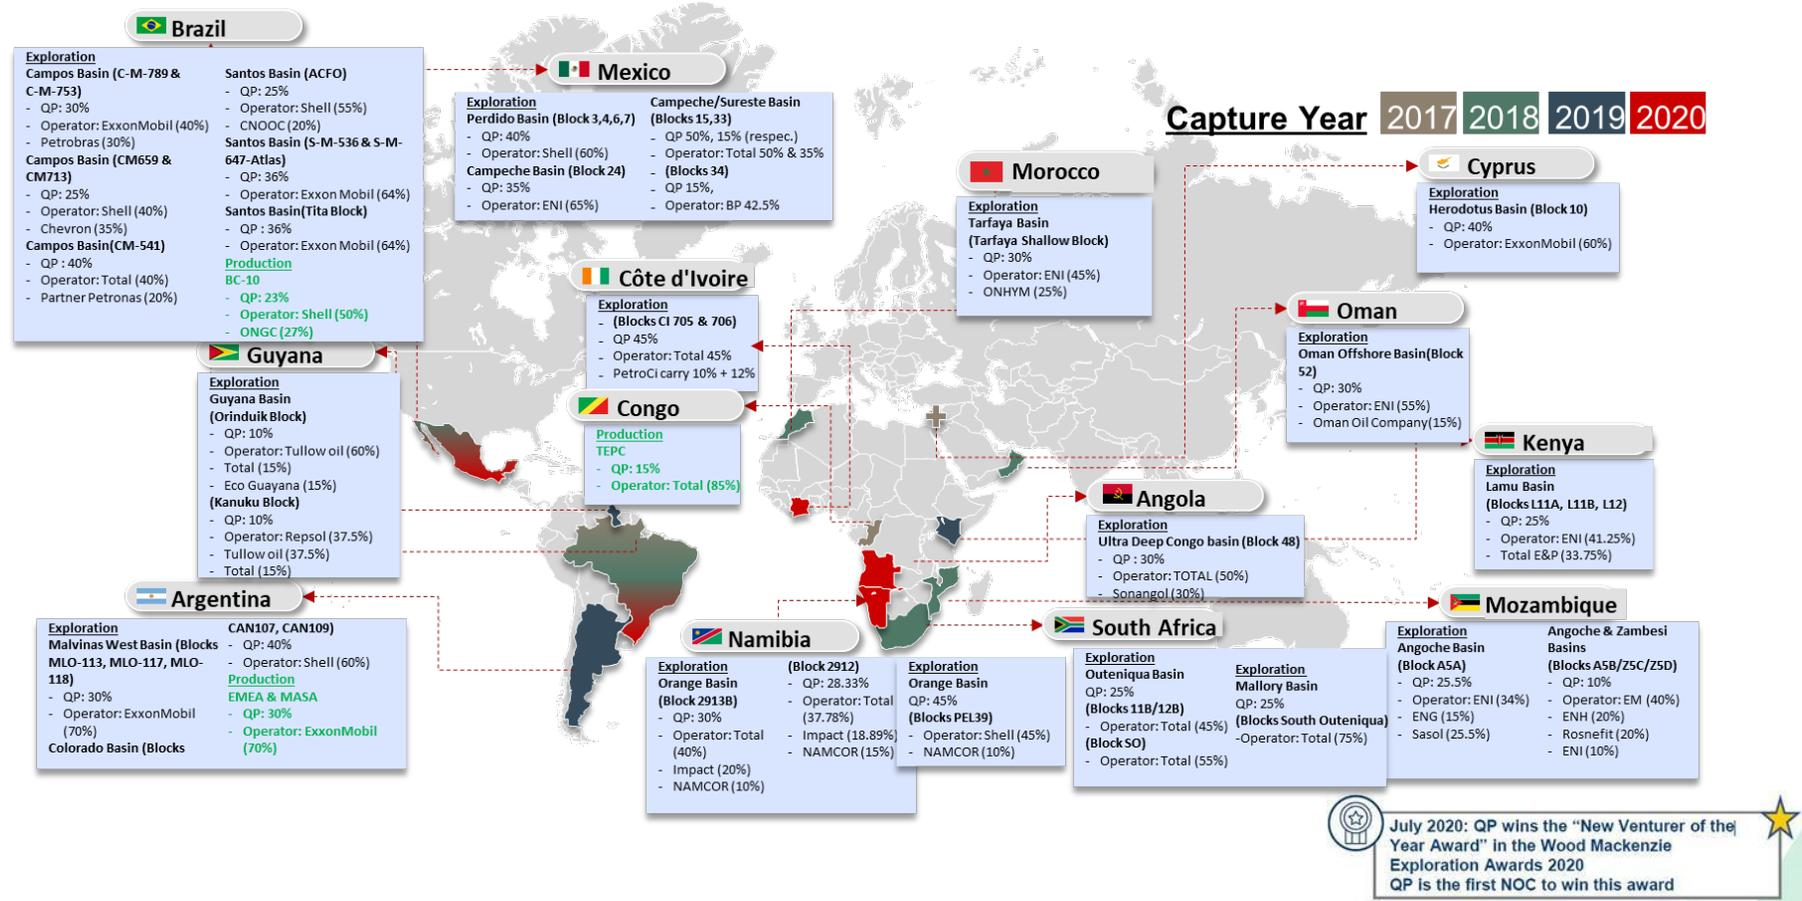 Brazil
Exploration
Campos Basin (C-M-789 &
C-M-753)
- QP: 30%
- Operator: ExxonMobil (40%)
- Petrobras (30%)
Campos Basin (CM659 &
CM713)
- QP: 25%
- Operator: Shell (40%)
- Chevron (35%)
Campos Basin(CM-541)
- QP : 40%
- Operator: Total (40%)
- Partner Petronas (20%)
Santos Basin (ACFO)
- QP: 25%
- Operator: Shell (55%)
- CNOOC (20%)
Santos Basin (S-M-536 & S-M-
647-Atlas)
- QP: 36%
- Operator: Exxon Mobil (64%)
Santos Basin(Tita Block)
- QP : 36%
- Operator: Exxon Mobil (64%)
Production
BC-10
- QP: 23%
- Operator: Shell (50%)
- ONGC (27%)
Mexico
Exploration
Perdido Basin (Block 3,4,6,7)
- QP: 40%
- Operator: Shell (60%)
Campeche Basin (Block 24)
- QP: 35%
- Operator: ENI (65%)
Campeche/Sureste Basin
(Blocks 15,33)
- QP 50%, 15% (respec.)
- Operator: Total 50% & 35%
- (Blocks 34)
- QP 15%,
- Operator: BP 42.5%
Capture Year 2017 2018 2019 2020
Morocco
Exploration
Tarfaya Basin
(Tarfaya Shallow Block)
- QP: 30%
- Operator: ENI (45%)
- ONHYM (25%)
Cyprus
Exploration
Herodotus Basin (Block 10)
- QP: 40%
- Operator: ExxonMobil (60%)
Côte d'Ivoire
Exploration
- (Blocks CI 705 & 706)
- QP 45%
- Operator: Total 45%
- PetroCi carry 10% + 12%
Oman
Exploration
Oman Offshore Basin(Block
52)
- QP: 30%
- Operator: ENI (55%)
- Oman Oil Company(15%)
Guyana
Exploration
Guyana Basin
(Orinduik Block)
- QP: 10%
- Operator: Tullow oil (60%)
- Total (15%)
- Eco Guayana (15%)
(Kanuku Block)
- QP: 10%
- Operator: Repsol (37.5%)
- Tullow oil (37.5%)
- Total (15%)
Congo
Production
TEPC
- QP: 15%
- Operator: Total (85%)
Kenya
Exploration
Lamu Basin
(Blocks L11A, L11B, L12)
- QP: 25%
- Operator: ENI (41.25%)
- Total E&P (33.75%)
Angola
Exploration
Ultra Deep Congo basin (Block 48)
- QP : 30%
- Operator: TOTAL (50%)
- Sonangol (30%)
Argentina
Exploration
Malvinas West Basin (Blocks
MLO-113, MLO-117, MLO-
118)
- QP: 30%
- Operator: ExxonMobil
(70%)
Colorado Basin (Blocks
CAN107, CAN109)
- QP: 40%
- Operator: Shell (60%)
Production
EMEA & MASA
- QP: 30%
- Operator: ExxonMobil
(70%)
Namibia
Exploration
Orange Basin
(Block 2913B)
- QP: 30%
- Operator: Total
(40%)
- Impact (20%)
- NAMCOR (10%)
(Block 2912)
- QP: 28.33%
- Operator: Total
(37.78%)
- Impact (18.89%)
- NAMCOR (15%)
Exploration
Orange Basin
QP: 45%
(Blocks PEL39)
- Operator: Shell (45%)
- NAMCOR (10%)
South Africa
Exploration
Outeniqua Basin
QP: 25%
(Blocks 11B/12B)
- Operator: Total (45%)
(Block SO)
- Operator: Total (55%)
Mallory Basin
QP: 25%
(Blocks South Outeniqua)
-Operator: Total (75%)
Mozambique
Exploration
Angoche Basin
(Block A5A)
- QP: 25.5%
- Operator: ENI (34%)
- ENG (15%)
- Sasol (25.5%)
Angoche & Zambesi
Basins
(Blocks A5B/Z5C/Z5D)
- QP: 10%
- Operator: EM (40%)
- ENH (20%)
- Rosnefit (20%)
- ENI (10%)
July 2020: QP wins the “New Venturer of the
Year Award” in the Wood Mackenzie
Exploration Awards 2020
QP is the first NOC to win this award